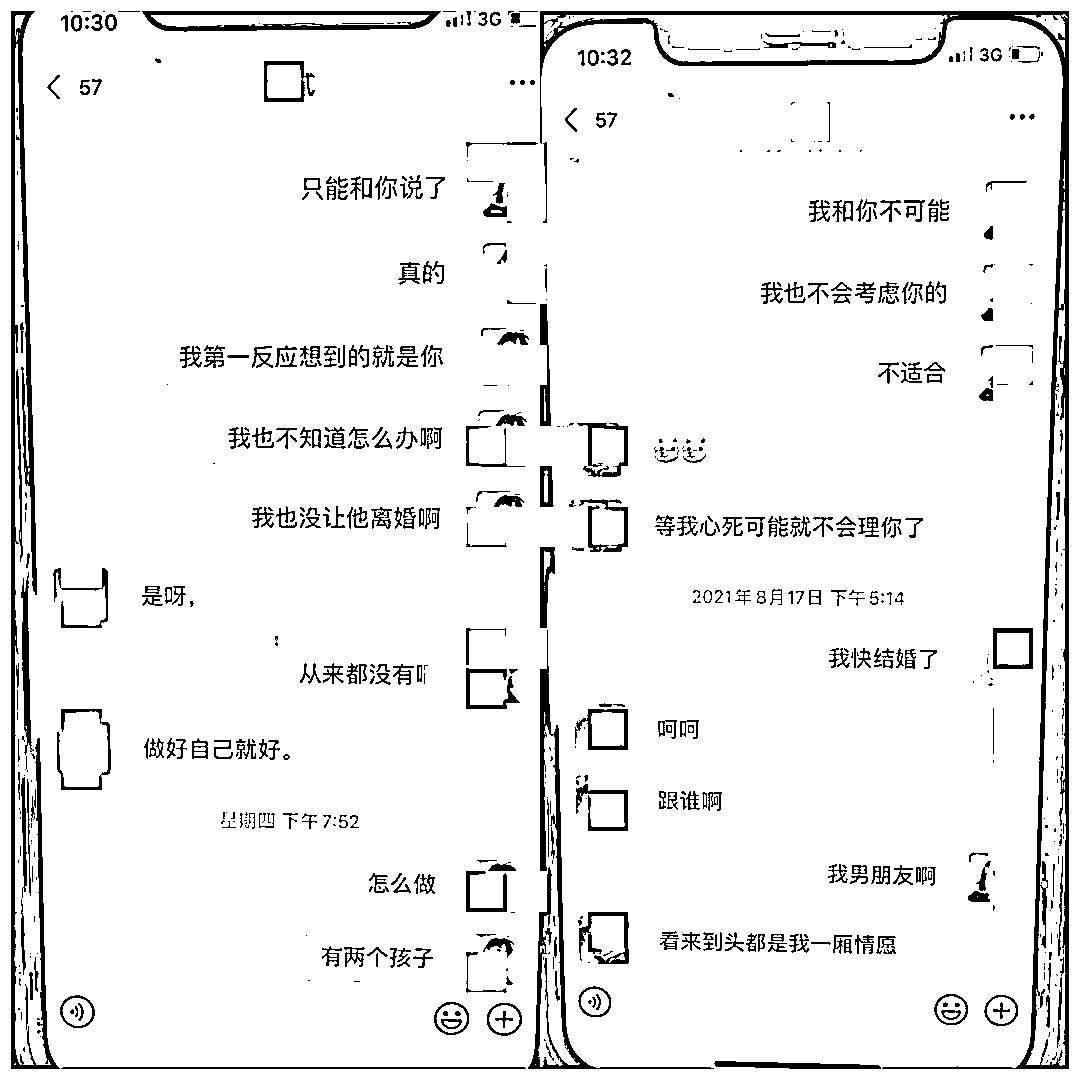 10:30
3G
57
只能和你说了
真的
我第一反应想到的就是你
我也不知道怎么办啊
我也没让他离婚啊
是呀,
从来都没有
做好自己就好。
星期四 下午7:52
怎么做
有两个孩子
10:32
3G
57
我和你不可能
我也不会考虑你的
不适合
等我心死可能就不会理你了
2021年8月17日 下午5:14
我快结婚了
呵呵
跟谁啊
我男朋友啊
看来到头都是我一厢情愿